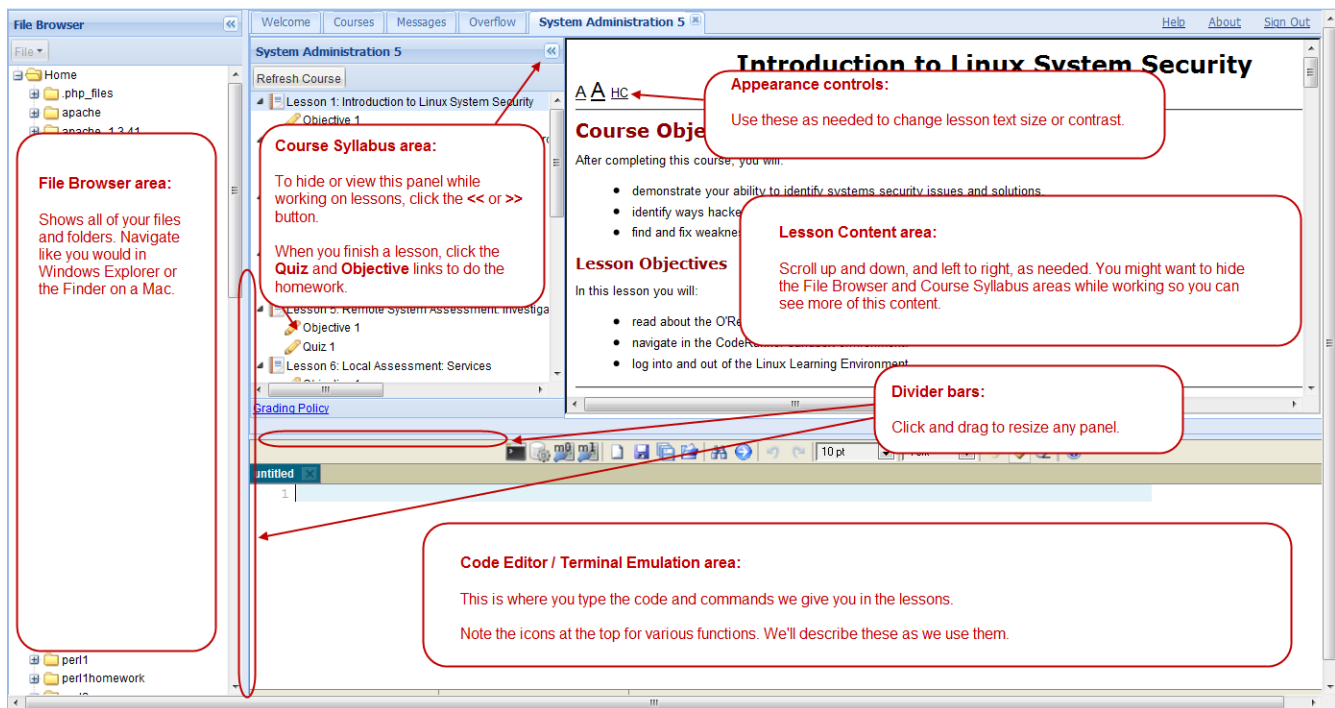 File Browser
Welcome Courses Messages Overflow System Administration 5 Help About Sign Out
File
Home
.php_files
apache
apache_1.3.41
File Browser area:
Shows all of your files
and folders. Navigate
like you would in
Windows Explorer or
the Finder on a Mac.
perl1
perl1homework
System Administration 5
Refresh Course
Lesson 1: Introduction to Linux System Security
Objective 1
Course Syllabus area:
To hide or view this panel while
working on lessons, click the << or >>
button.
When you finish a lesson, click the
Quiz and Objective links to do the
homework.
Lesson 5: Remote System Assessment: Investiga
Objective 1
Quiz 1
Lesson 6: Local Assessment: Services
Grading Policy
Introduction to Linux System Security
A A HC
Appearance controls:
Use these as needed to change lesson text size or contrast.
Course Obje
After completing this course, you will:
demonstrate your ability to identify systems security issues and solutions.
identify ways hacke
find and fix weaknes
Lesson Content area:
Scroll up and down, and left to right, as needed. You might want to hide
the File Browser and Course Syllabus areas while working so you can
see more of this content.
Lesson Objectives
In this lesson you will:
read about the O'Re
navigate in the CodeRunner Sandbox environment.
log into and out of the Linux Learning Environment
Divider bars:
Click and drag to resize any panel.
m0 m1 10 pt
untitled
1
Code Editor / Terminal Emulation area:
This is where you type the code and commands we give you in the lessons.
Note the icons at the top for various functions. We'll describe these as we use them.